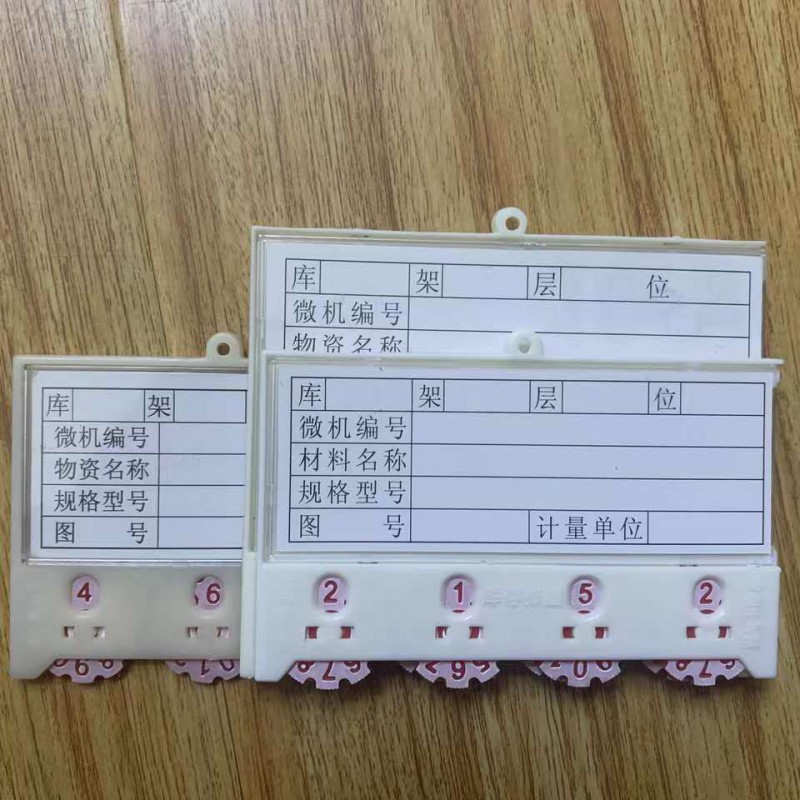 库 架 层 位
微机编号
物资名称
库 架
微机编号
物资名称
规格型号
图 号
4 6
库 架 层 位
微机编号
材料名称
规格型号
图 号 计量单位
2 1 5 2